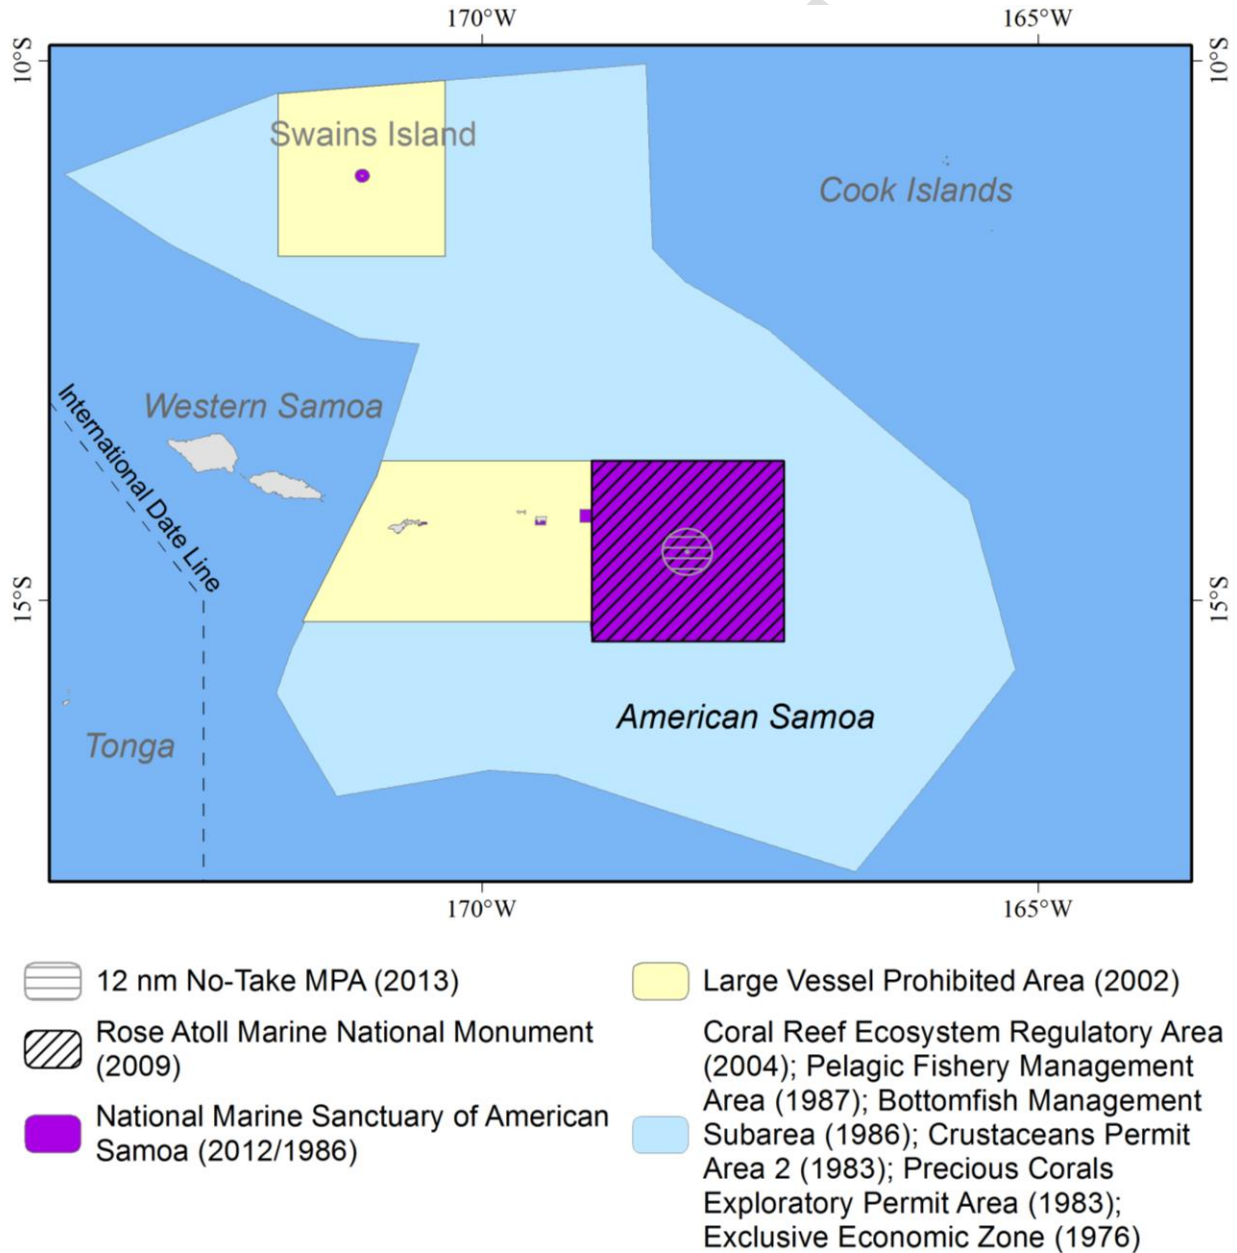 170°W
165°W
10°S
10°S
Swains Island
Cook Islands
Western Samoa
International Date Line
15°S
15°S
American Samoa
Tonga
170°W
165°W
12 nm No-Take MPA (2013)
Rose Atoll Marine National Monument
(2009)
National Marine Sanctuary of American
Samoa (2012/1986)
Large Vessel Prohibited Area (2002)
Coral Reef Ecosystem Regulatory Area
(2004); Pelagic Fishery Management
Area (1987); Bottomfish Management
Subarea (1986); Crustaceans Permit
Area 2 (1983); Precious Corals
Exploratory Permit Area (1983);
Exclusive Economic Zone (1976)